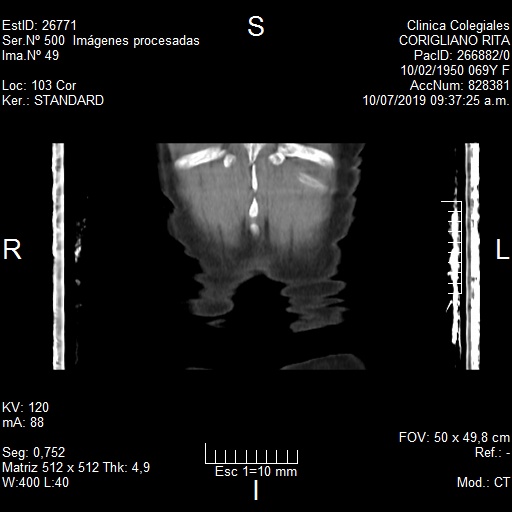 EstID: 26771
Ser.Nº 500 Imágenes procesadas
Ima.Nº 49
Loc: 103 Cor
Ker.: STANDARD
S
Clinica Colegiales
CORIGLIANO RITA
PacID: 266882/0
10/02/1950 069Y F
AccNum: 828381
10/07/2019 09:37:25 a.m.
R
L
KV: 120
mA: 88
Seg: 0,752
Matriz 512 x 512 Thk: 4,9
W:400 L:40
Esc 1=10 mm
I
FOV: 50 x 49,8 cm
Ref.: -
Mod.: CT